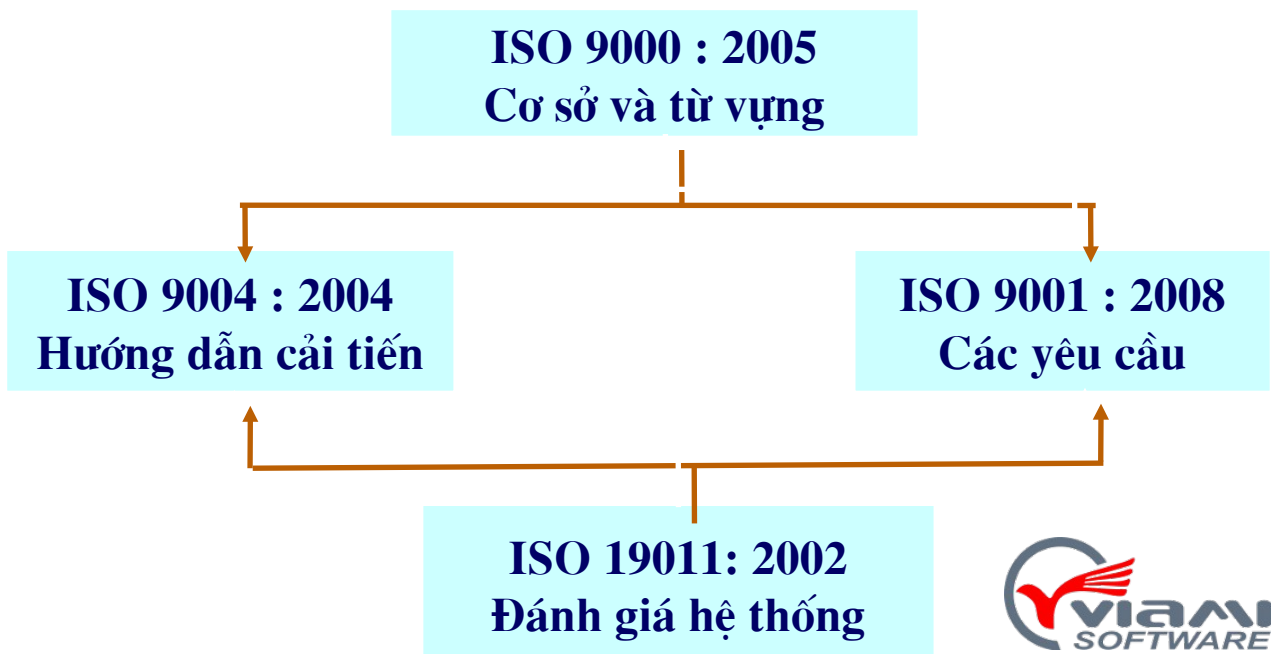 ISO 9000 : 2005
Cơ sở và từ vựng
ISO 9004 : 2004
Hướng dẫn cải tiến
ISO 9001 : 2008
Các yêu cầu
ISO 19011: 2002
Đánh giá hệ thống
VIAMI
SOFTWARE